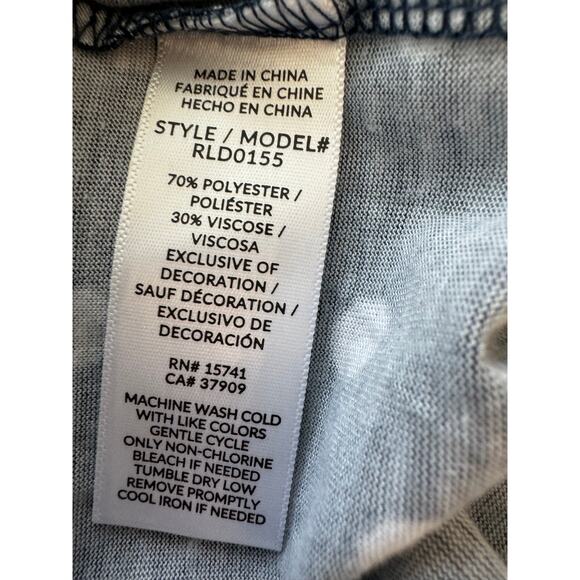 MADE IN CHINA
FABRIQUÉ EN CHINE
HECHO EN CHINA
STYLE / MODEL#
RLD0155
70% POLYESTER /
POLIÉSTER
30% VISCOSE /
VISCOSA
EXCLUSIVE OF
DECORATION /
SAUF DÉCORATION /
EXCLUSIVO DE
DECORACIÓN
RN# 15741
CA# 37909
MACHINE WASH COLD
WITH LIKE COLORS
GENTLE CYCLE
ONLY NON-CHLORINE
BLEACH IF NEEDED
TUMBLE DRY LOW
REMOVE PROMPTLY
COOL IRON IF NEEDED